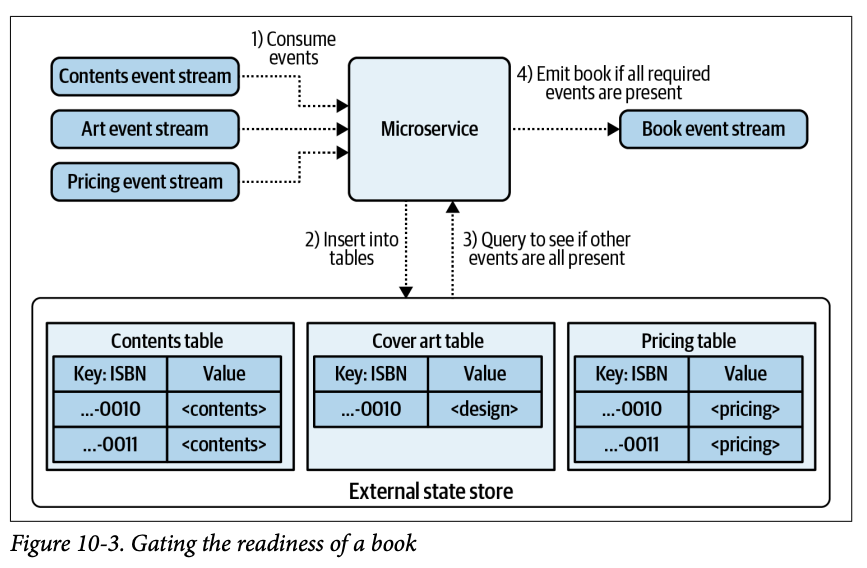 1) Consume
events
Contents event stream
Art event stream
Pricing event stream
Microservice
4) Emit book if all required
events are present
Book event stream
2) Insert into
tables
3) Query to see if other
events are all present
Contents table
Key: ISBN Value
...-0010 <contents>
...-0011 <contents>
Cover art table
Key: ISBN Value
...-0010 <design>
Pricing table
Key: ISBN Value
...-0010 <pricing>
...-0011 <pricing>
External state store
Figure 10-3. Gating the readiness of a book